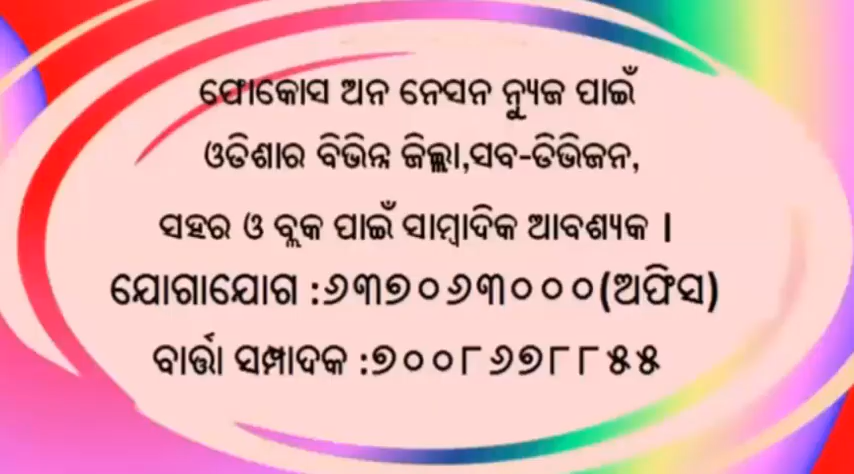 ଫୋକୋସ ଅନ ନେସନ ନ୍ୟୁଜ ପାଇଁ
ଓଡିଶାର ବିଭିନ୍ନ ଜିଲ୍ଲା,ସବ-ଡିଭିଜନ,
ସହର ଓ ବ୍ଲକ ପାଇଁ ସାମ୍ବାଦିକ ଆବଶ୍ୟକ ।
ଯୋଗାଯୋଗ :୬୩୭୦୬୩୦୦୦(ଅଫିସ)
ବାର୍ତ୍ତା ସମ୍ପାଦକ :୭୦୦୮୬୭୮୮୫୫